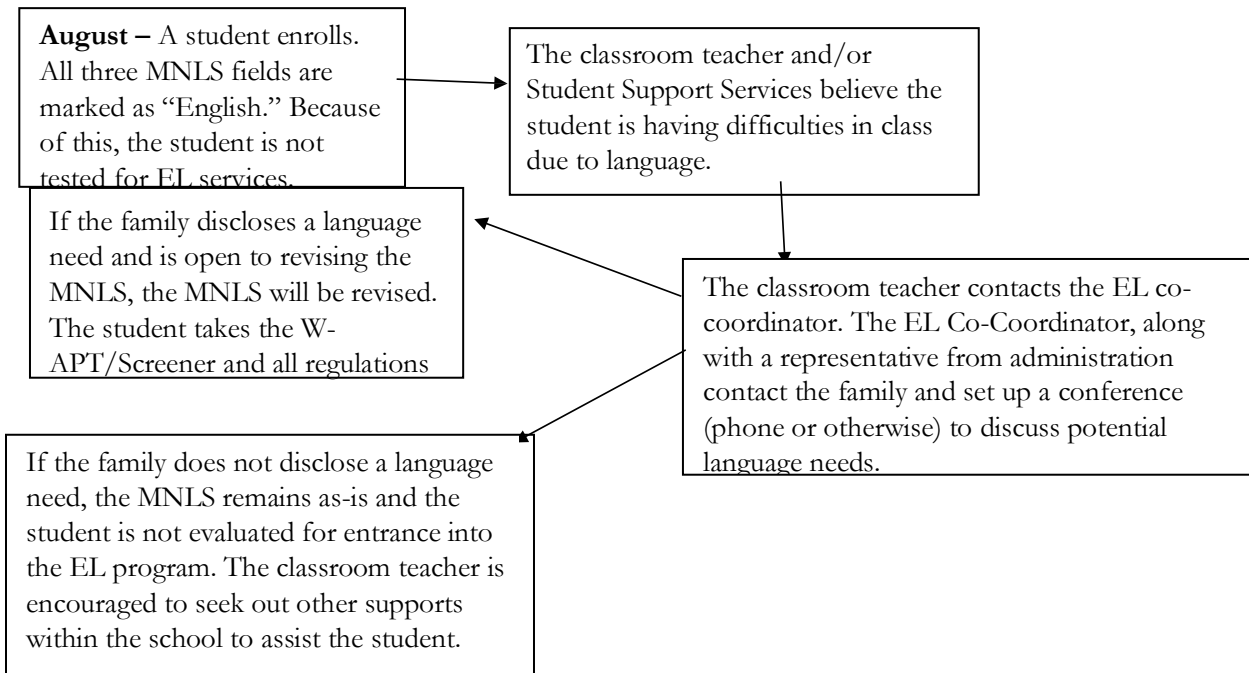 August – A student enrolls.
All three MNLS fields are
marked as “English.” Because
of this, the student is not
tested for EL services.
The classroom teacher and/or
Student Support Services believe the
student is having difficulties in class
due to language.
If the family discloses a language
need and is open to revising the
MNLS, the MNLS will be revised.
The student takes the W-
APT/Screener and all regulations
The classroom teacher contacts the EL co-
coordinator. The EL Co-Coordinator, along
with a representative from administration
contact the family and set up a conference
(phone or otherwise) to discuss potential
language needs.
If the family does not disclose a language
need, the MNLS remains as-is and the
student is not evaluated for entrance into
the EL program. The classroom teacher is
encouraged to seek out other supports
within the school to assist the student.